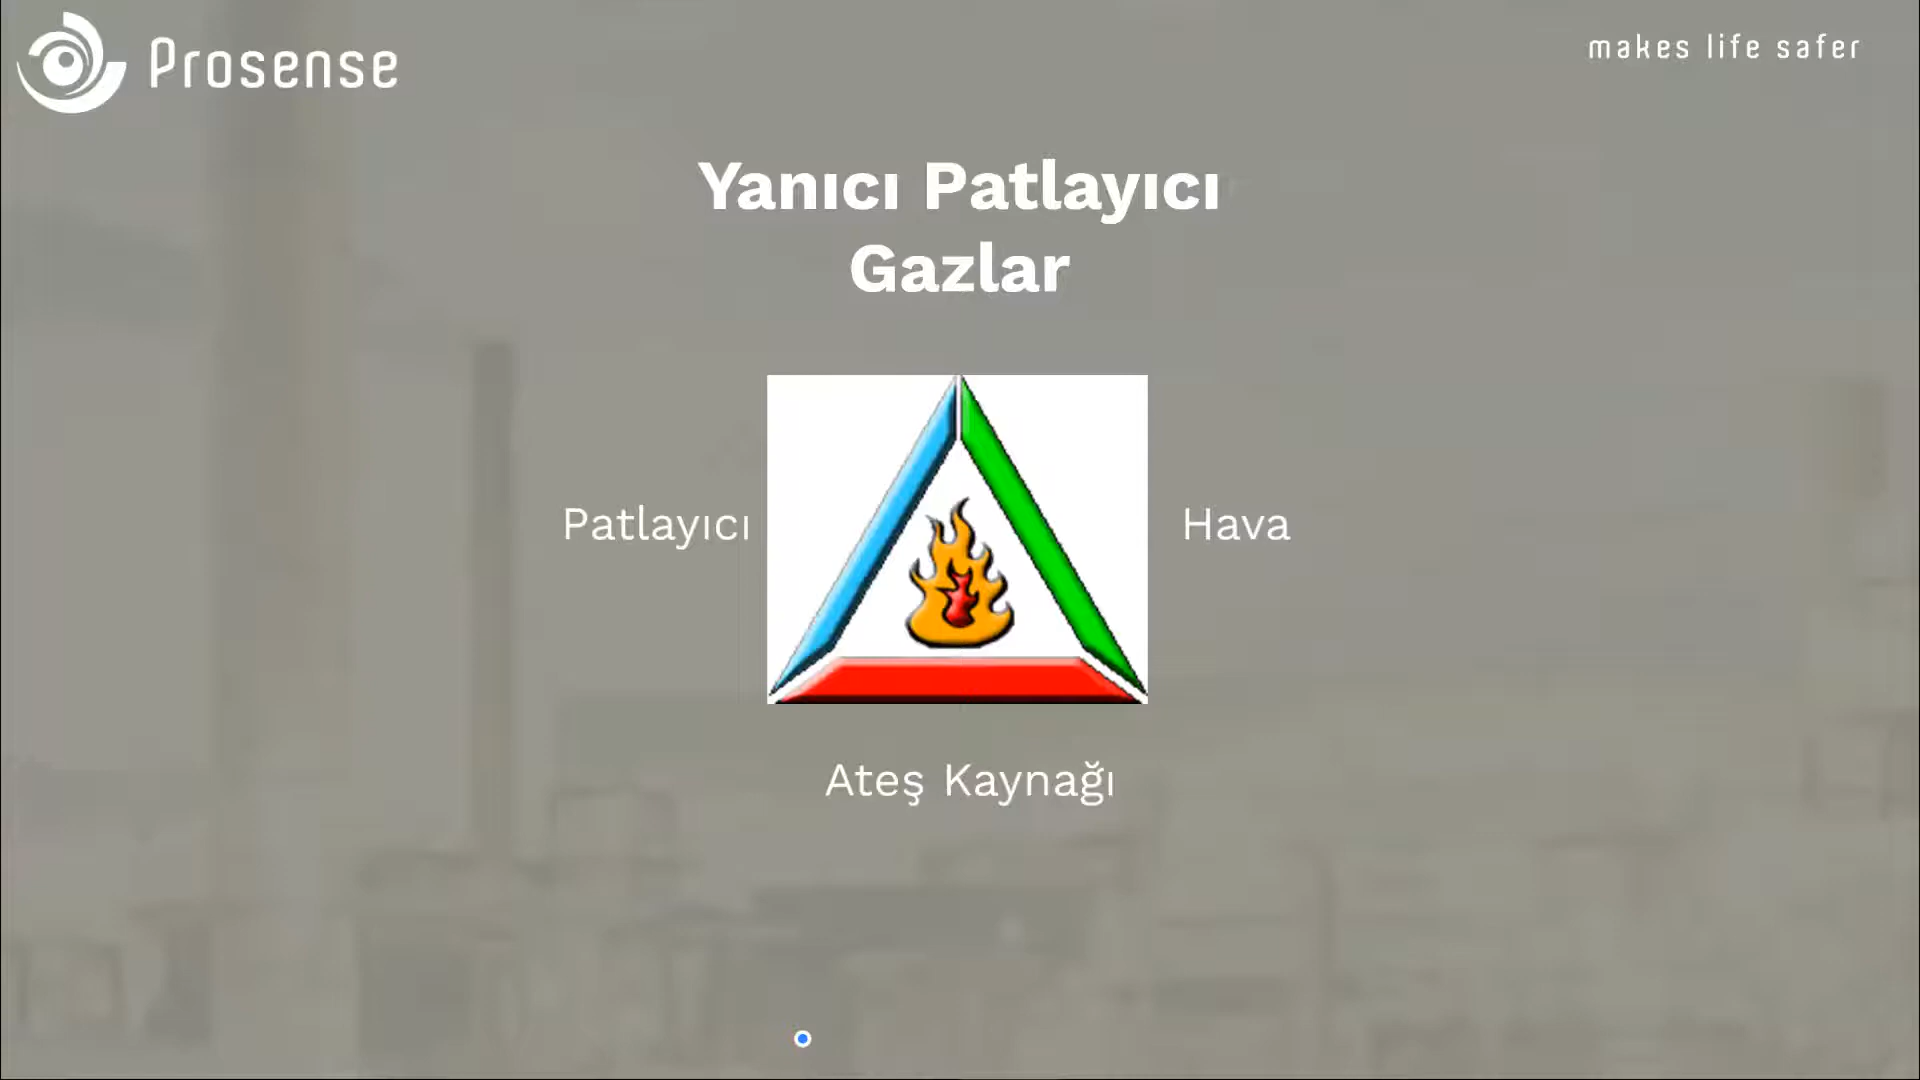 Prosense
makes life safer
Yanıcı Patlayıcı
Gazlar
Patlayıcı
Hava
Ateş Kaynağı